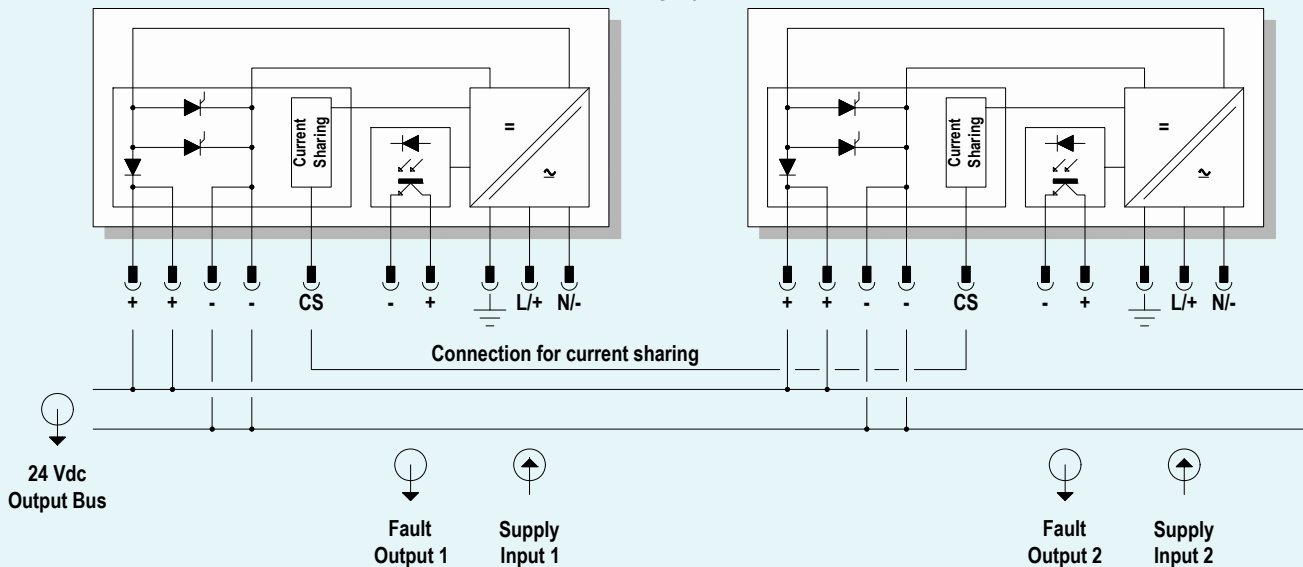 Current
Sharing
=
≂
Current
Sharing
=
≂
+ + - - CS - + L/+ N/-
+ + - - CS - + L/+ N/-
Connection for current sharing
24 Vdc
Output Bus
Fault
Output 1
Supply
Input 1
Fault
Output 2
Supply
Input 2